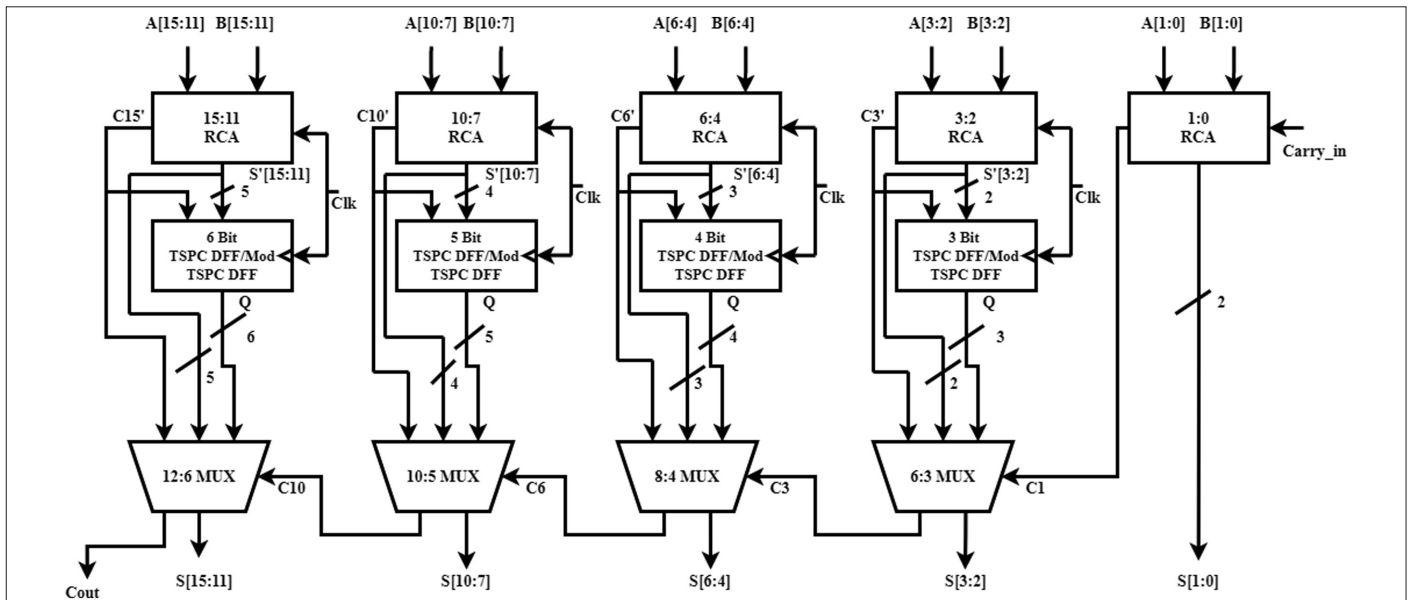 A[15:11] B[15:11]
A[10:7] B[10:7]
A[6:4] B[6:4]
A[3:2] B[3:2]
A[1:0] B[1:0]
C15'
15:11
RCA
C10'
10:7
RCA
C6'
6:4
RCA
C3'
3:2
RCA
1:0
RCA
Carry_in
S'[15:11]
5
Clk
S'[10:7]
4
Clk
S'[6:4]
3
Clk
S'[3:2]
2
Clk
6 Bit
TSPC DFF/Mod
TSPC DFF
5 Bit
TSPC DFF/Mod
TSPC DFF
4 Bit
TSPC DFF/Mod
TSPC DFF
3 Bit
TSPC DFF/Mod
TSPC DFF
Q
6
5
Q
5
4
Q
4
3
Q
3
2
2
12:6 MUX
C10
10:5 MUX
C6
8:4 MUX
C3
6:3 MUX
C1
Cout
S[15:11]
S[10:7]
S[6:4]
S[3:2]
S[1:0]